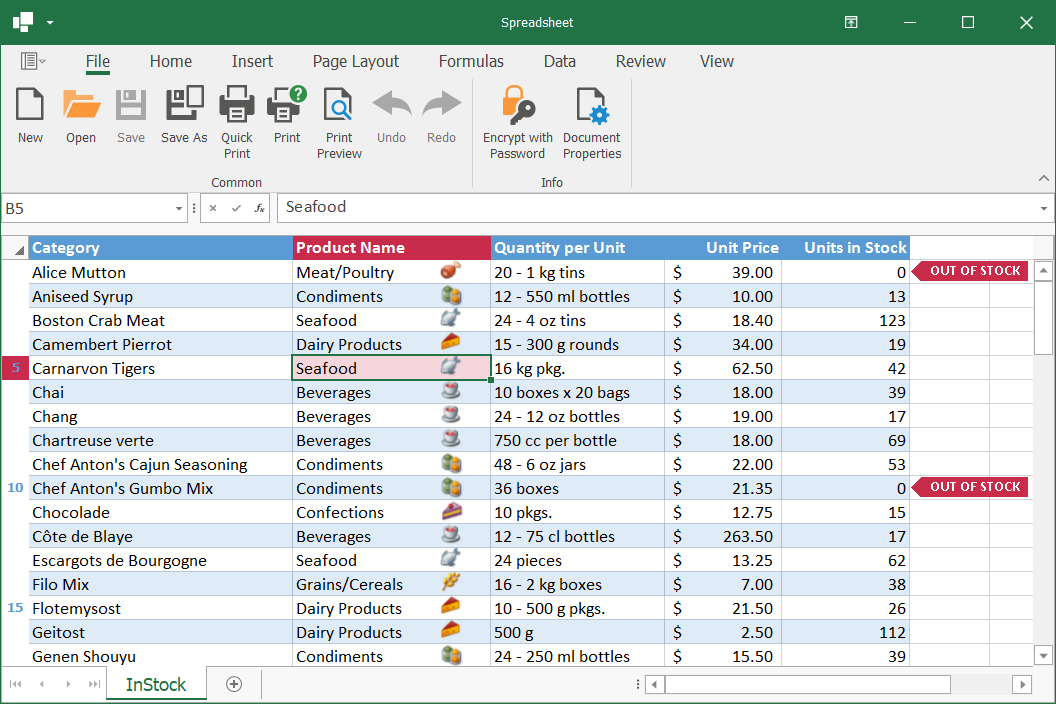 Spreadsheet
File Home Insert Page Layout Formulas Data Review View
New Open Save Save As Quick Print Print Print Preview Undo Redo Encrypt with Password Document Properties
Common Info
B5 fx Seafood
Category Product Name Quantity per Unit Unit Price Units in Stock
Alice Mutton Meat/Poultry 20 - 1 kg tins $ 39.00 0 OUT OF STOCK
Aniseed Syrup Condiments 12 - 550 ml bottles $ 10.00 13
Boston Crab Meat Seafood 24 - 4 oz tins $ 18.40 123
Camembert Pierrot Dairy Products 15 - 300 g rounds $ 34.00 19
5 Carnarvon Tigers Seafood 16 kg pkg. $ 62.50 42
Chai Beverages 10 boxes x 20 bags $ 18.00 39
Chang Beverages 24 - 12 oz bottles $ 19.00 17
Chartreuse verte Beverages 750 cc per bottle $ 18.00 69
Chef Anton's Cajun Seasoning Condiments 48 - 6 oz jars $ 22.00 53
10 Chef Anton's Gumbo Mix Condiments 36 boxes $ 21.35 0 OUT OF STOCK
Chocolade Confections 10 pkgs. $ 12.75 15
Côte de Blaye Beverages 12 - 75 cl bottles $ 263.50 17
Escargots de Bourgogne Seafood 24 pieces $ 13.25 62
Filo Mix Grains/Cereals 16 - 2 kg boxes $ 7.00 38
15 Flotemysost Dairy Products 10 - 500 g pkgs. $ 21.50 26
Geitost Dairy Products 500 g $ 2.50 112
Genen Shouyu Condiments 24 - 250 ml bottles $ 15.50 39
InStock